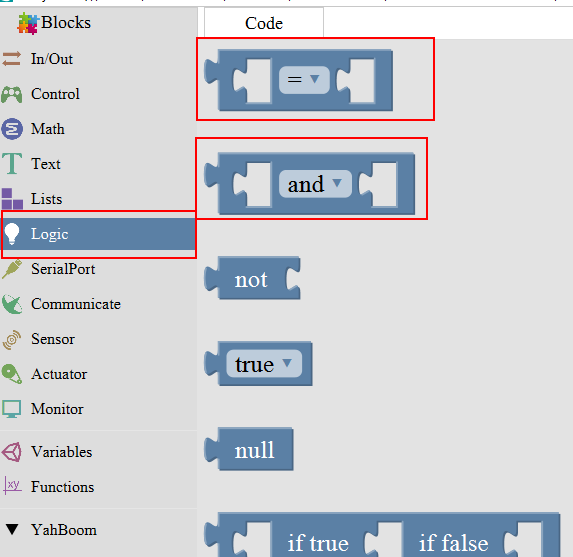 Blocks
Code
In/Out
Control
Math
Text
Lists
Logic
SerialPort
Communicate
Sensor
Actuator
Monitor
Variables
xy
Functions
YahBoom
=
and
not
true
null
if true if false